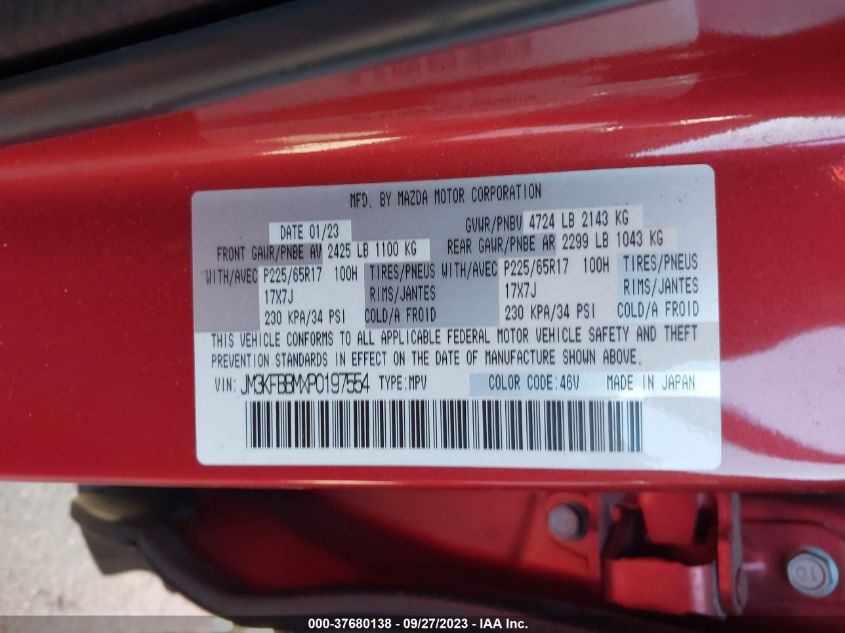 MFD. BY MAZDA MOTOR CORPORATION
DATE 01/23 GVWR/PNBV 4724 LB 2143 KG
FRONT GAWR/PNBE AV 2425 LB 1100 KG REAR GAWR/PNBE AR 2299 LB 1043 KG
WITH/AVEC P225/65R17 100H TIRES/PNEUS WITH/AVEC P225/65R17 100H TIRES/PNEUS
17X7J RIMS/JANTES 17X7J RIMS/JANTES
230 KPA/34 PSI COLD/A FROID 230 KPA/34 PSI COLD/A FROID
THIS VEHICLE CONFORMS TO ALL APPLICABLE FEDERAL MOTOR VEHICLE SAFETY AND THEFT
PREVENTION STANDARDS IN EFFECT ON THE DATE OF MANUFACTURE SHOWN ABOVE.
VIN: JM3KFBBMXP0197554 TYPE:MPV COLOR CODE:46V MADE IN JAPAN
10
000-37680138 - 09/27/2023 - IAA Inc.